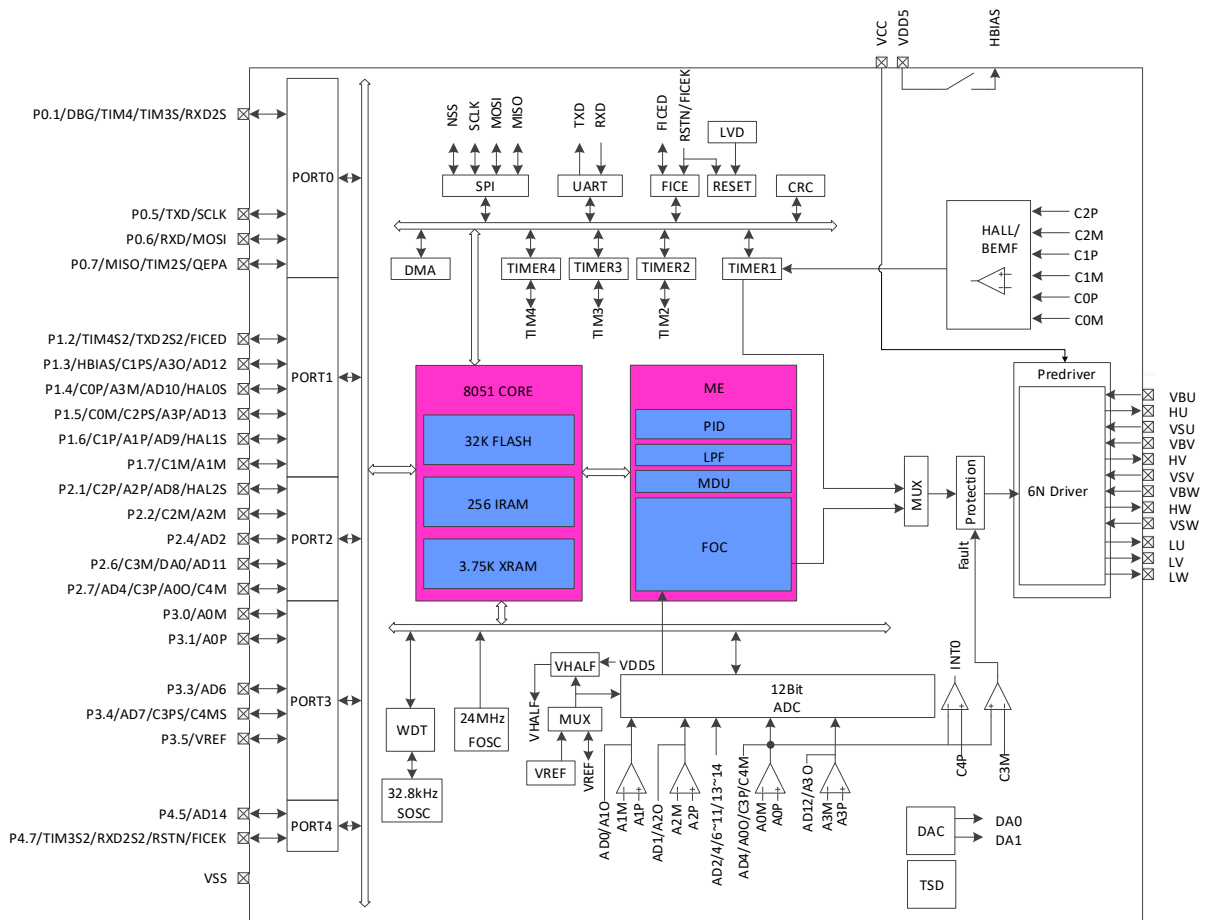 VCC
VDD5
HBIAS
P0.1/DBG/TIM4/TIM3S/RXD2S
P0.5/TXD/SCLK
P0.6/RXD/MOSI
P0.7/MISO/TIM2S/QEPA
P1.2/TIM4S2/TXD2S2/FICED
P1.3/HBIAS/C1PS/A3O/AD12
P1.4/C0P/A3M/AD10/HAL0S
P1.5/C0M/C2PS/A3P/AD13
P1.6/C1P/A1P/AD9/HAL1S
P1.7/C1M/A1M
P2.1/C2P/A2P/AD8/HAL2S
P2.2/C2M/A2M
P2.4/AD2
P2.6/C3M/DA0/AD11
P2.7/AD4/C3P/A0O/C4M
P3.0/A0M
P3.1/A0P
P3.3/AD6
P3.4/AD7/C3PS/C4MS
P3.5/VREF
P4.5/AD14
P4.7/TIM3S2/RXD2S2/RSTN/FICEK
VSS
PORT0
PORT1
PORT2
PORT3
PORT4
NSS
SCLK
MOSI
MISO
TXD
RXD
FICED
RSTN/FICEK
LVD
SPI
UART
FICE
RESET
CRC
DMA
TIMER4
TIMER3
TIMER2
TIMER1
TIM4
TIM3
TIM2
HALL/
BEMF
C2P
C2M
C1P
C1M
C0P
C0M
8051 CORE
32K FLASH
256 IRAM
3.75K XRAM
ME
PID
LPF
MDU
FOC
MUX
Protection
Fault
Predriver
6N Driver
VBU
HU
VSU
VBV
HV
VSV
VBW
HW
VSW
LU
LV
LW
WDT
32.8kHz
SOSC
24MHz
FOSC
VHALF
VDD5
VHALF
MUX
VREF
VREF
12Bit
ADC
AD0/A1O
A1M
A1P
AD1/A2O
A2M
A2P
AD2/4/6~11/13~14
AD4/A0O/C3P/C4M
A0M
A0P
AD12/A3O
A3M
A3P
INT0
C4P
C3M
DAC
DA0
DA1
TSD